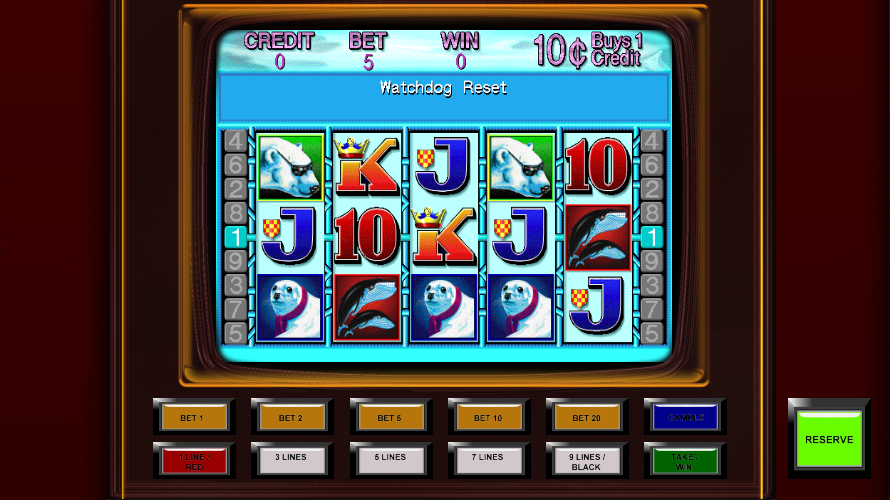 CREDIT BET WIN 10¢ Buys 1 Credit
0 5 0
Watchdog Reset
4 4
6 K J 10 6
2 2
8 8
1 J 10 K J 1
9 9
3 3
7 J 7
5 5
BET 1 BET 2 BET 5 BET 10 BET 20 GAMBLE
RESERVE
1 LINE / RED 3 LINES 5 LINES 7 LINES 9 LINES / BLACK TAKE / WIN